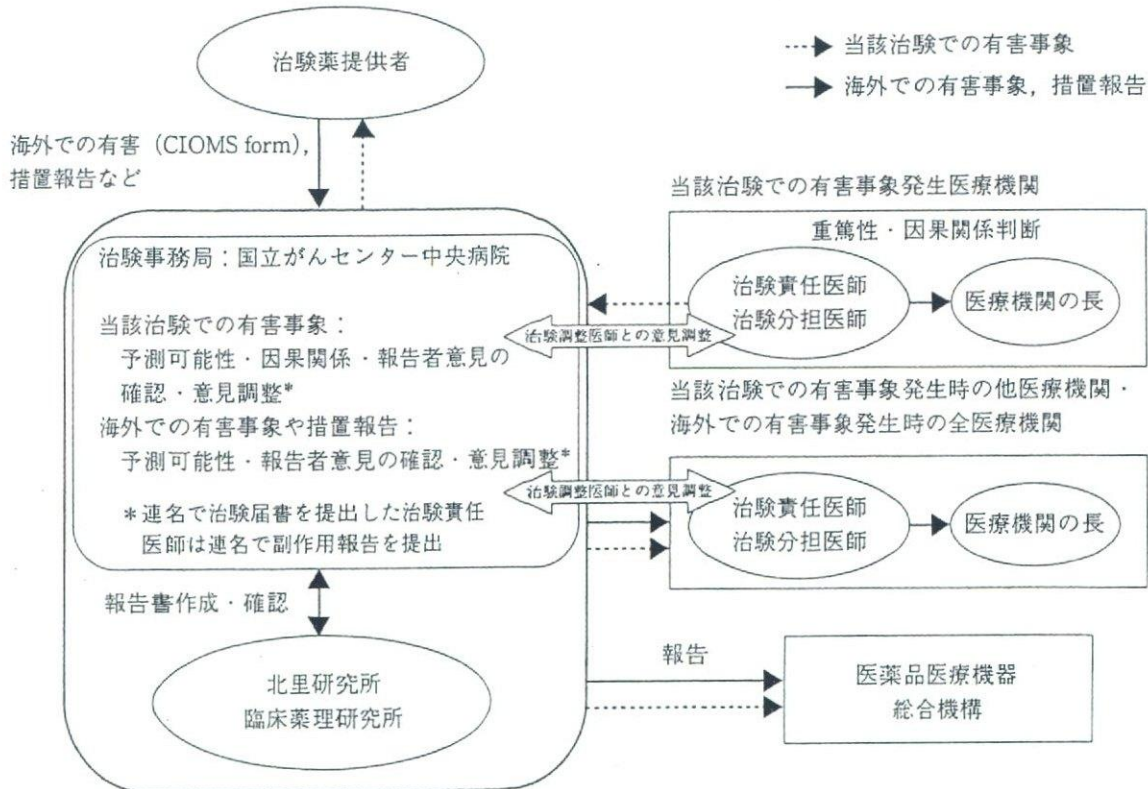 治験薬提供者
当該治験での有害事象
海外での有害事象，措置報告
海外での有害（CIOMS form），
措置報告など
当該治験での有害事象発生医療機関
重篤性・因果関係判断
治験責任医師
治験分担医師
医療機関の長
治験事務局：国立がんセンター中央病院
当該治験での有害事象：
予測可能性・因果関係・報告者意見の
確認・意見調整*
海外での有害事象や措置報告：
予測可能性・報告者意見の確認・意見調整*
*連名で治験届書を提出した治験責任
医師は連名で副作用報告を提出
治験調整医師との意見調整
当該治験での有害事象発生時の他医療機関・
海外での有害事象発生時の全医療機関
治験調整医師との意見調整
治験責任医師
治験分担医師
医療機関の長
報告書作成・確認
北里研究所
臨床薬理研究所
報告
医薬品医療機器
総合機構